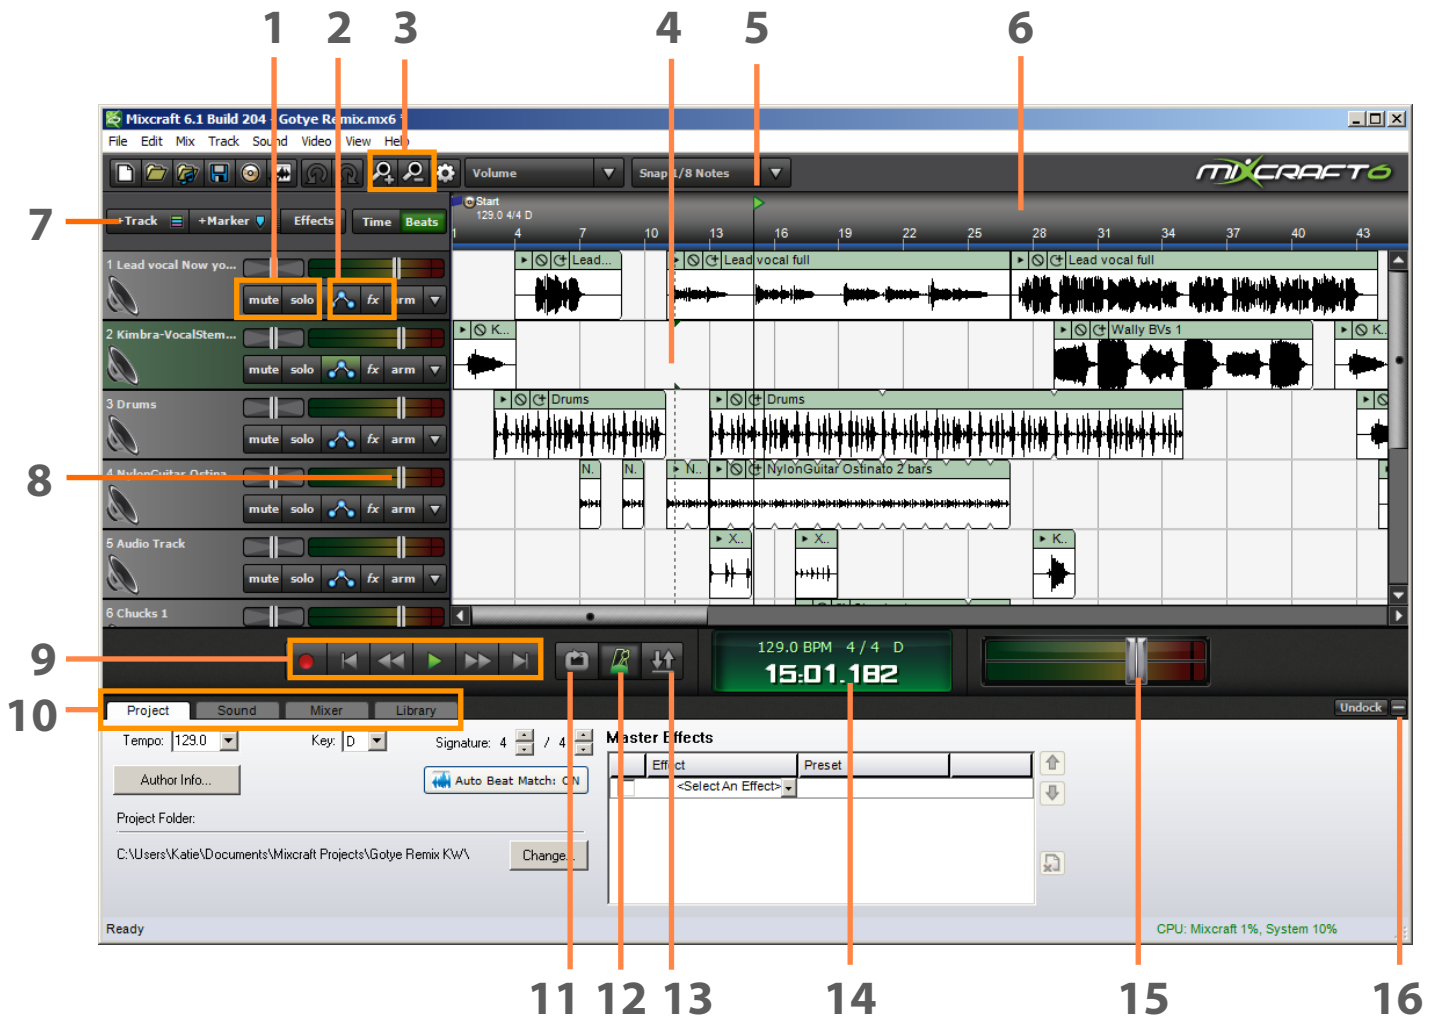 1 2 3 4 5 6
Mixcraft 6.1 Build 204 - Gotye Remix.mx6 *
File Edit Mix Track Sound Video View Help
Volume Snap 1/8 Notes MIXCRAFT6
7
+Track +Marker Effects Time Beats
Start
129.0 4/4 D
1 4 7 10 13 16 19 22 25 28 31 34 37 40 43
1 Lead vocal Now yo...
mute solo fx arm
Lead... Lead vocal full Lead vocal full
2 Kimbra-VocalStem...
mute solo fx arm
K... Wally BVs 1 K...
3 Drums
mute solo fx arm
Drums Drums
8
4 NylonGuitar Ostina
mute solo fx arm
N. N. N.. NylonGuitar Ostinato 2 bars
5 Audio Track
mute solo fx arm
X.. X.. K..
6 Chucks 1
9
129.0 BPM 4/4 D
15:01.182
10
Project Sound Mixer Library
Undock
Tempo: 129.0 Key: D Signature: 4 / 4
Author Info...
Auto Beat Match: ON
Project Folder:
C:\Users\Katie\Documents\Mixcraft Projects\Gotye Remix KW\
Change...
Master Effects
Effect Preset
<Select An Effect>
Ready
CPU: Mixcraft 1%, System 10%
11 12 13 14 15 16